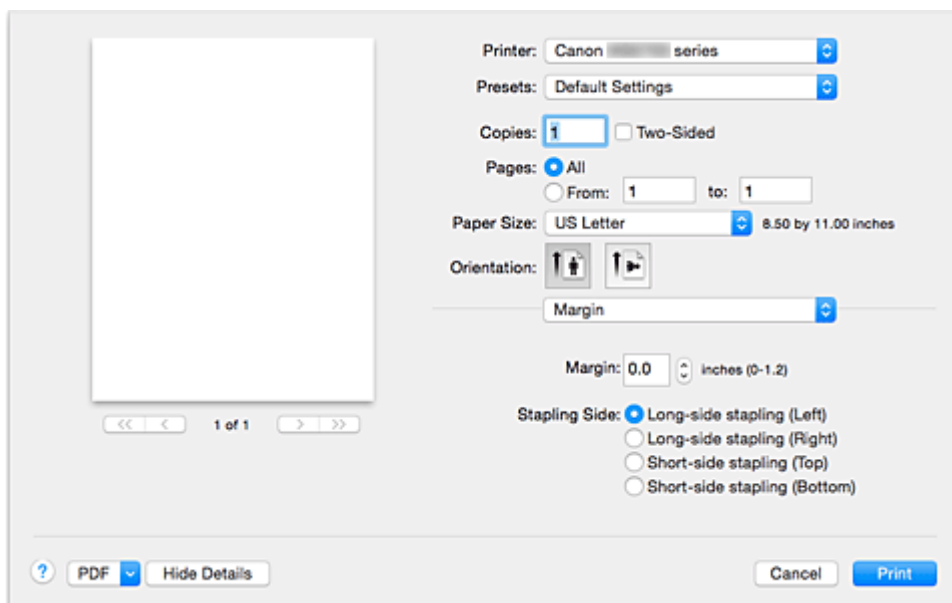 Printer: Canon series
Presets: Default Settings
Copies: 1 Two-Sided
Pages: All
From: 1 to: 1
Paper Size: US Letter 8.50 by 11.00 inches
Orientation:
Margin
Margin: 0.0 inches (0-1.2)
1 of 1
Stapling Side: Long-side stapling (Left)
Long-side stapling (Right)
Short-side stapling (Top)
Short-side stapling (Bottom)
? PDF Hide Details Cancel Print